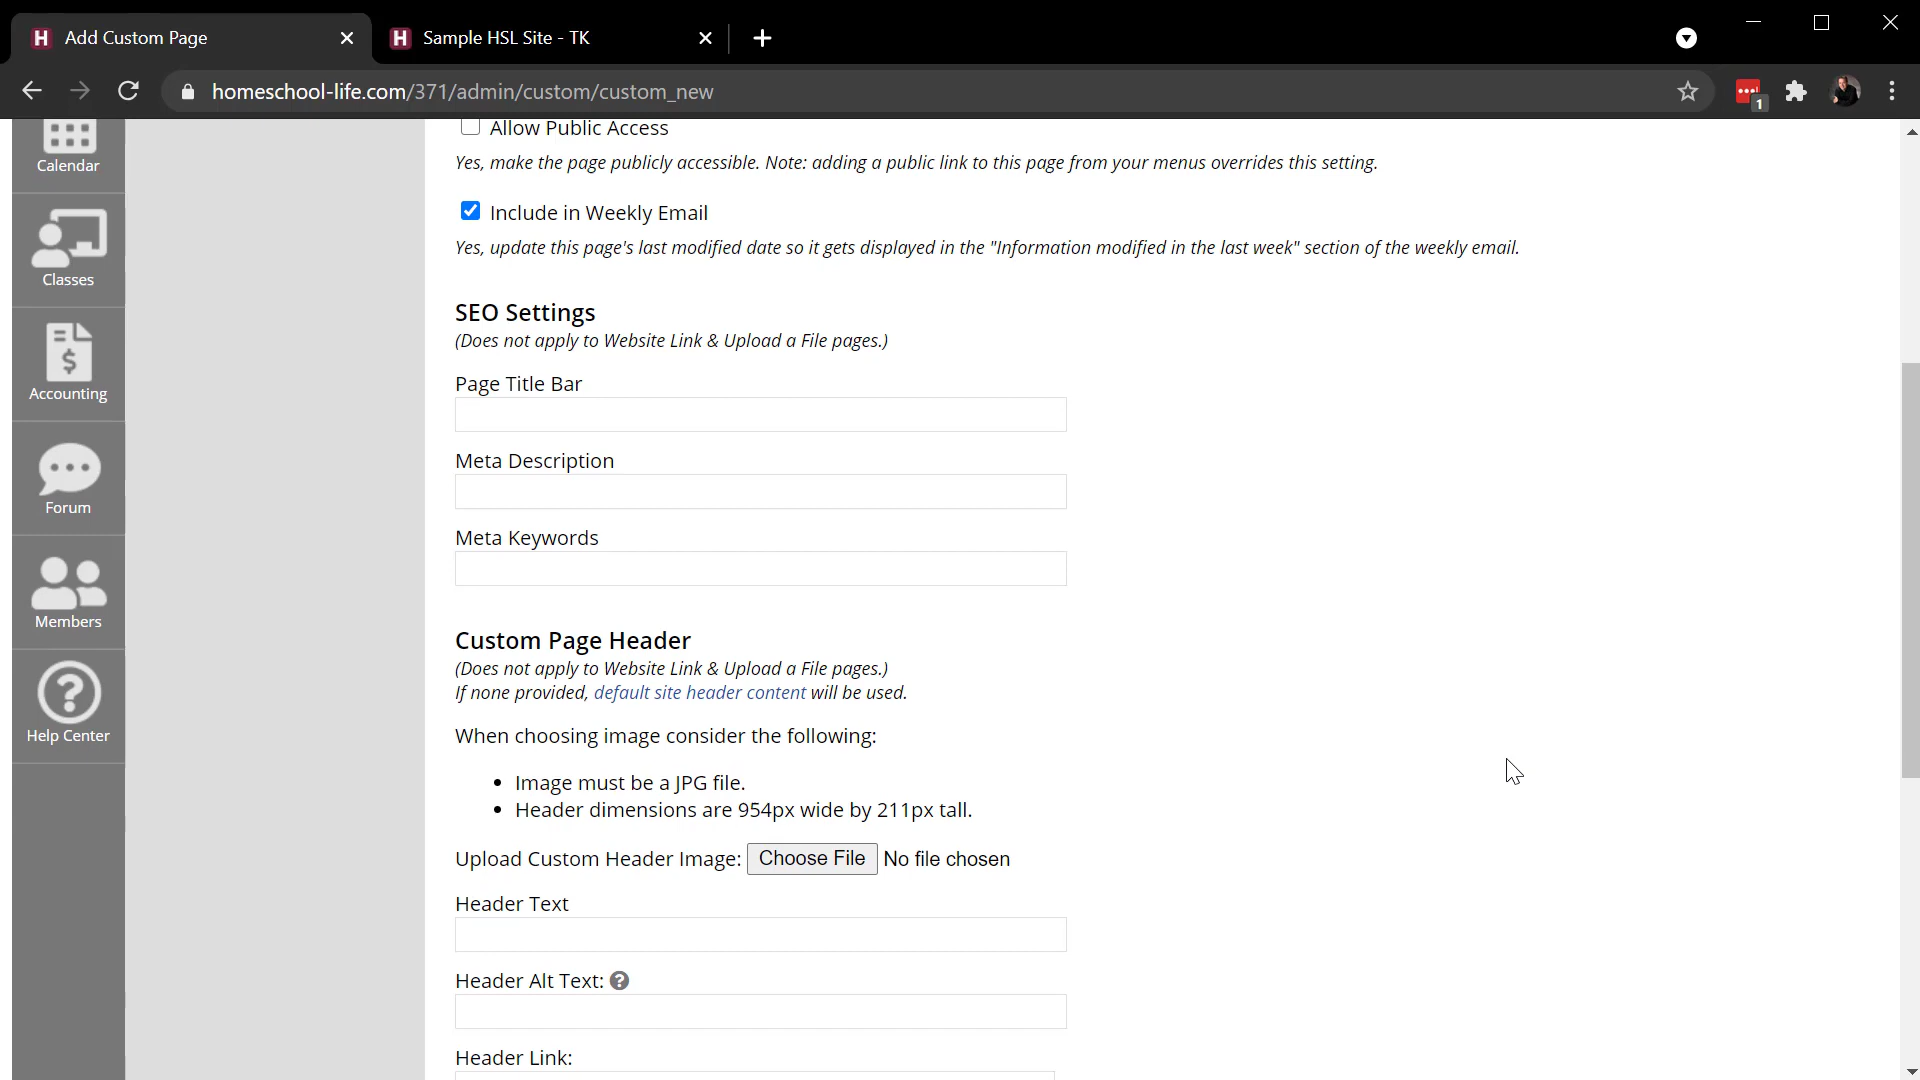 Add Custom Page
Sample HSL Site - TK
homeschool-life.com/371/admin/custom/custom_new
1
Calendar
Classes
Accounting
Forum
Members
Help Center
Allow Public Access
Yes, make the page publicly accessible. Note: adding a public link to this page from your menus overrides this setting.
Include in Weekly Email
Yes, update this page's last modified date so it gets displayed in the "Information modified in the last week" section of the weekly email.
SEO Settings
(Does not apply to Website Link & Upload a File pages.)
Page Title Bar
Meta Description
Meta Keywords
Custom Page Header
(Does not apply to Website Link & Upload a File pages.)
If none provided, default site header content will be used.
When choosing image consider the following:
• Image must be a JPG file.
• Header dimensions are 954px wide by 211px tall.
Upload Custom Header Image: Choose File No file chosen
Header Text
Header Alt Text: ?
Header Link: